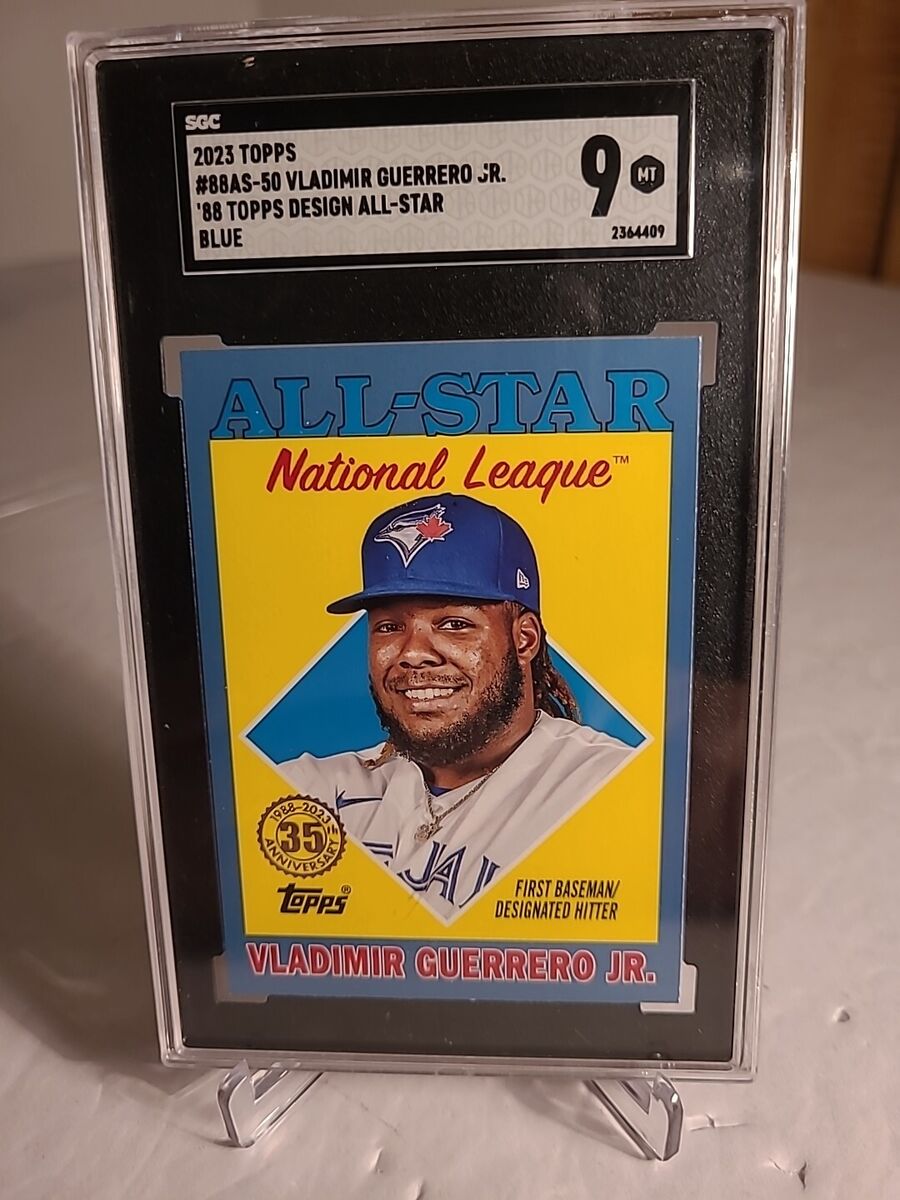 SGC
2023 TOPPS
#88AS-50 VLADIMIR GUERRERO JR.
'88 TOPPS DESIGN ALL-STAR
BLUE
9 MT
2364409
ALL-STAR
National League™
1988-2023
35th
ANNIVERSARY
Topps®
JAY
FIRST BASEMAN/
DESIGNATED HITTER
VLADIMIR GUERRERO JR.